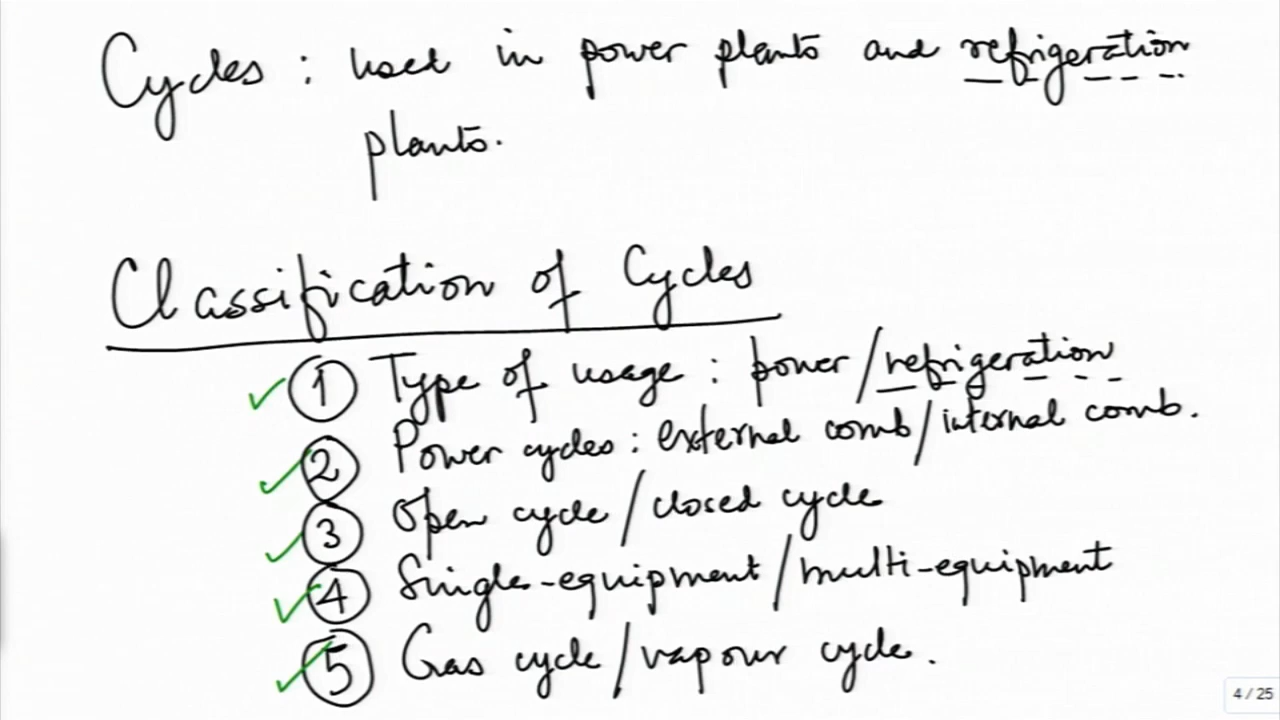 Cycles : used in power plants and refrigeration
plants.
Classification of Cycles
1 Type of usage : power/refrigeration
2 Power cycles : external comb/internal comb.
3 Open cycle/closed cycle
4 Single-equipment/multi-equipment
5 Gas cycle/vapour cycle.
4 / 25